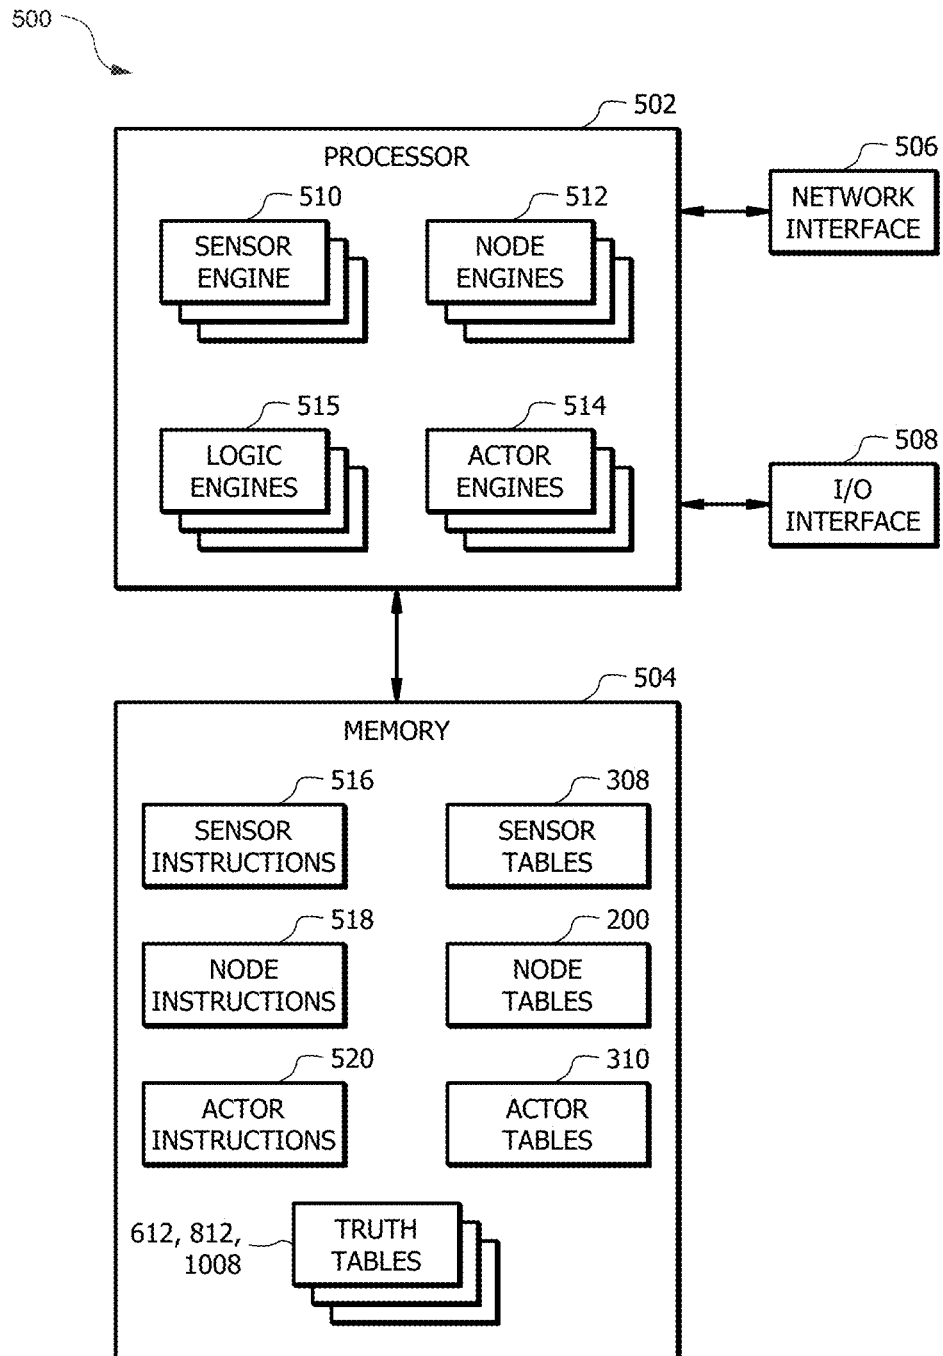 500
502
PROCESSOR
506
NETWORK
INTERFACE
510
SENSOR
ENGINE
512
NODE
ENGINES
515
LOGIC
ENGINES
514
ACTOR
ENGINES
508
I/O
INTERFACE
504
MEMORY
516
SENSOR
INSTRUCTIONS
308
SENSOR
TABLES
518
NODE
INSTRUCTIONS
200
NODE
TABLES
520
ACTOR
INSTRUCTIONS
310
ACTOR
TABLES
612, 812,
1008
TRUTH
TABLES